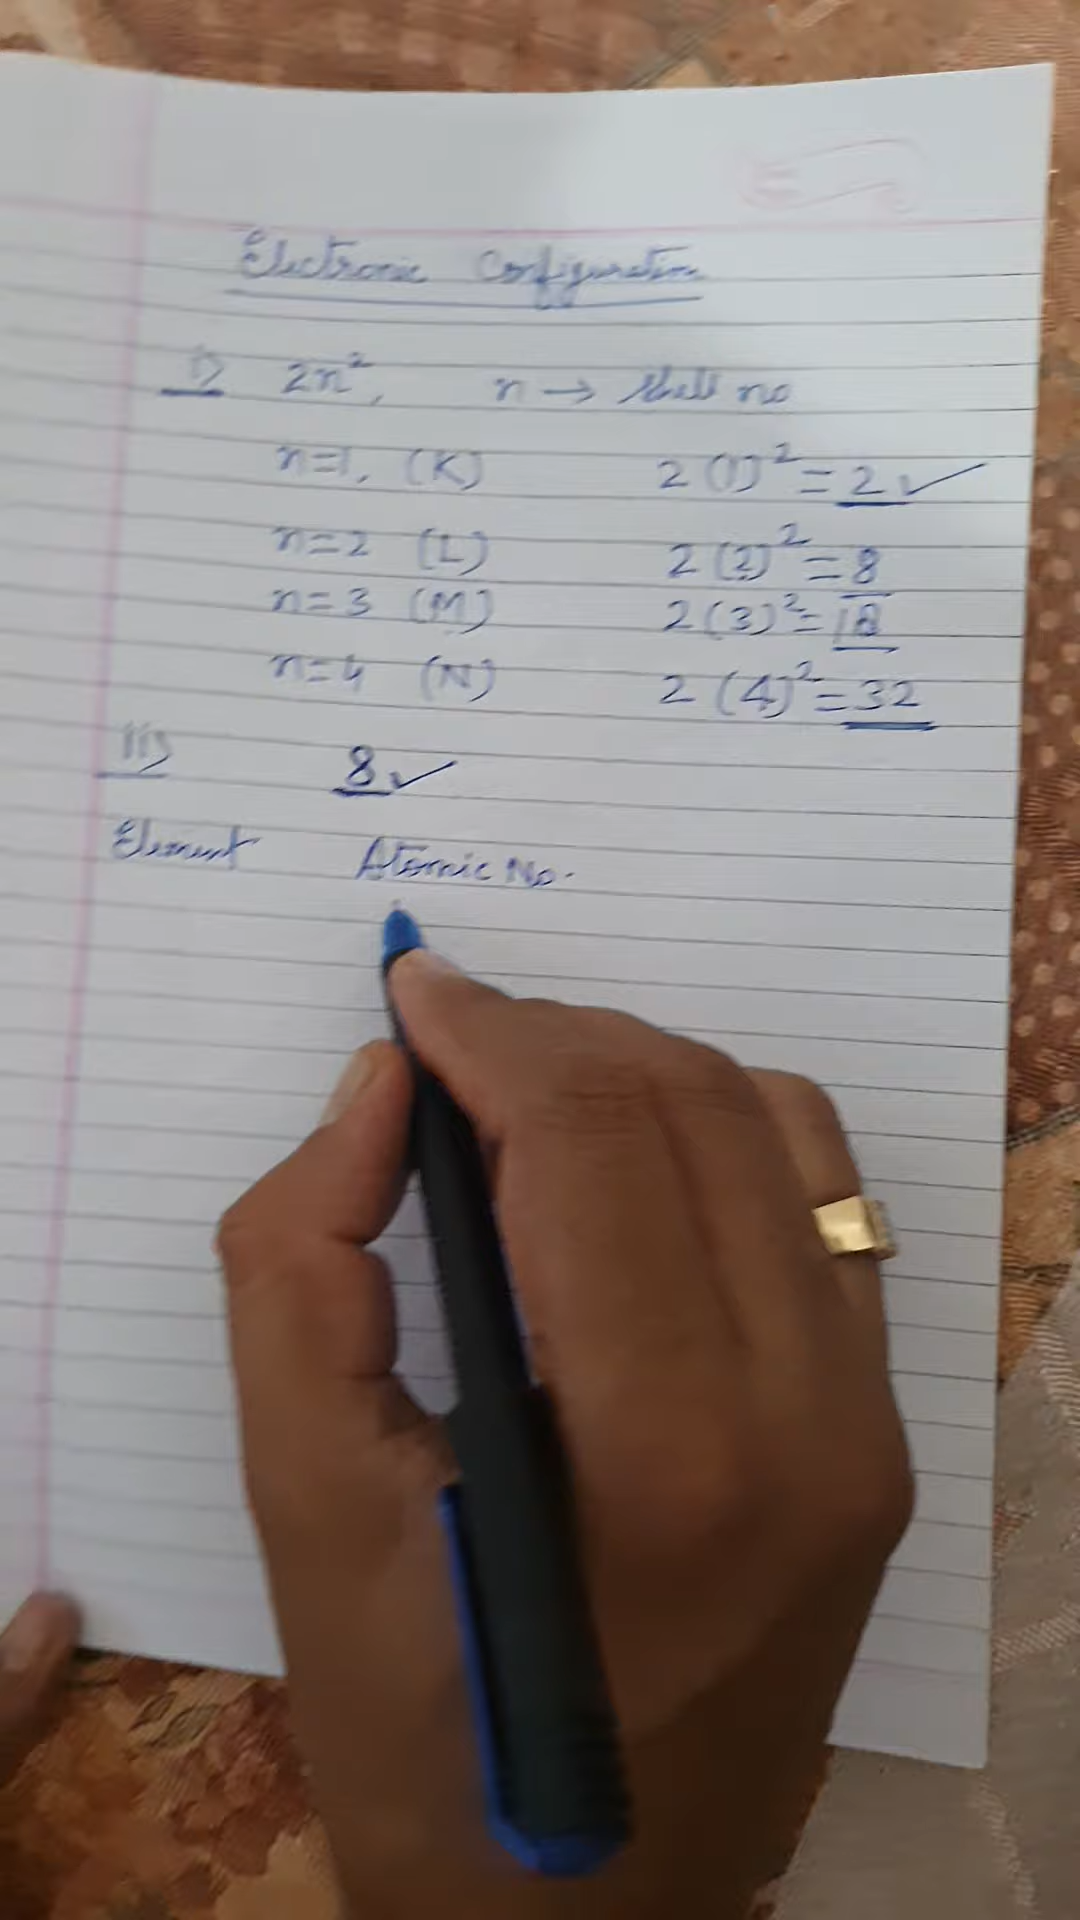 Electronic Configuration
i) 2n², n → shell no
n=1, (K) 2(1)² = 2 ✓
n=2 (L) 2(2)² = 8
n=3 (M) 2(3)² = 18
n=4 (N) 2(4)² = 32
ii) 8 ✓
Element Atomic No.